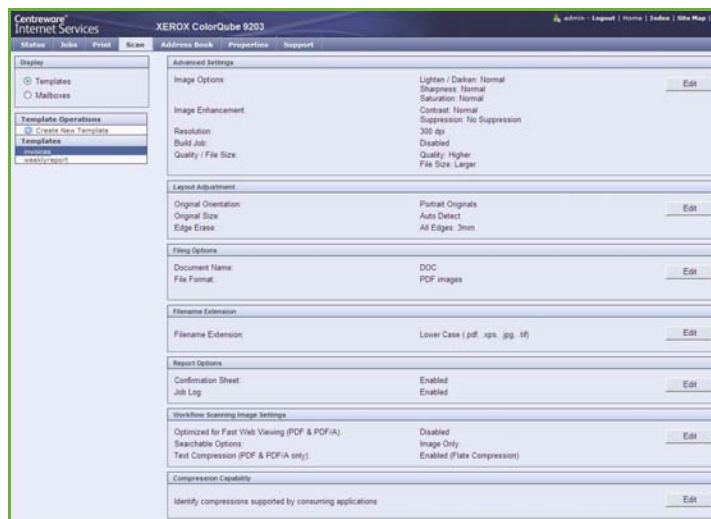 Centreware®
Internet Services
XEROX ColorQube 9203
admin - Logout | Home | Index | Site Map |
Status Jobs Print Scan Address Book Properties Support
Display
Templates
Mailboxes
Template Operations
Create New Template
Templates
invoices
weeklyreport
Advanced Settings
Image Options: Lighten / Darken: Normal Edit
Sharpness: Normal
Saturation: Normal
Image Enhancement: Contrast: Normal
Suppression: No Suppression
Resolution: 300 dpi
Build Job: Disabled
Quality / File Size: Quality: Higher
File Size: Larger
Layout Adjustment
Original Orientation: Portrait Originals Edit
Original Size: Auto Detect
Edge Erase: All Edges: 3mm
Filing Options
Document Name: DOC Edit
File Format: PDF images
Filename Extension
Filename Extension: Lower Case (.pdf, .xps, .jpg, .tif) Edit
Report Options
Confirmation Sheet: Enabled Edit
Job Log: Enabled
Workflow Scanning Image Settings
Optimized for Fast Web Viewing (PDF & PDF/A): Disabled Edit
Searchable Options: Image Only
Text Compression (PDF & PDF/A only): Enabled (Flate Compression)
Compression Capability
Identify compressions supported by consuming applications Edit